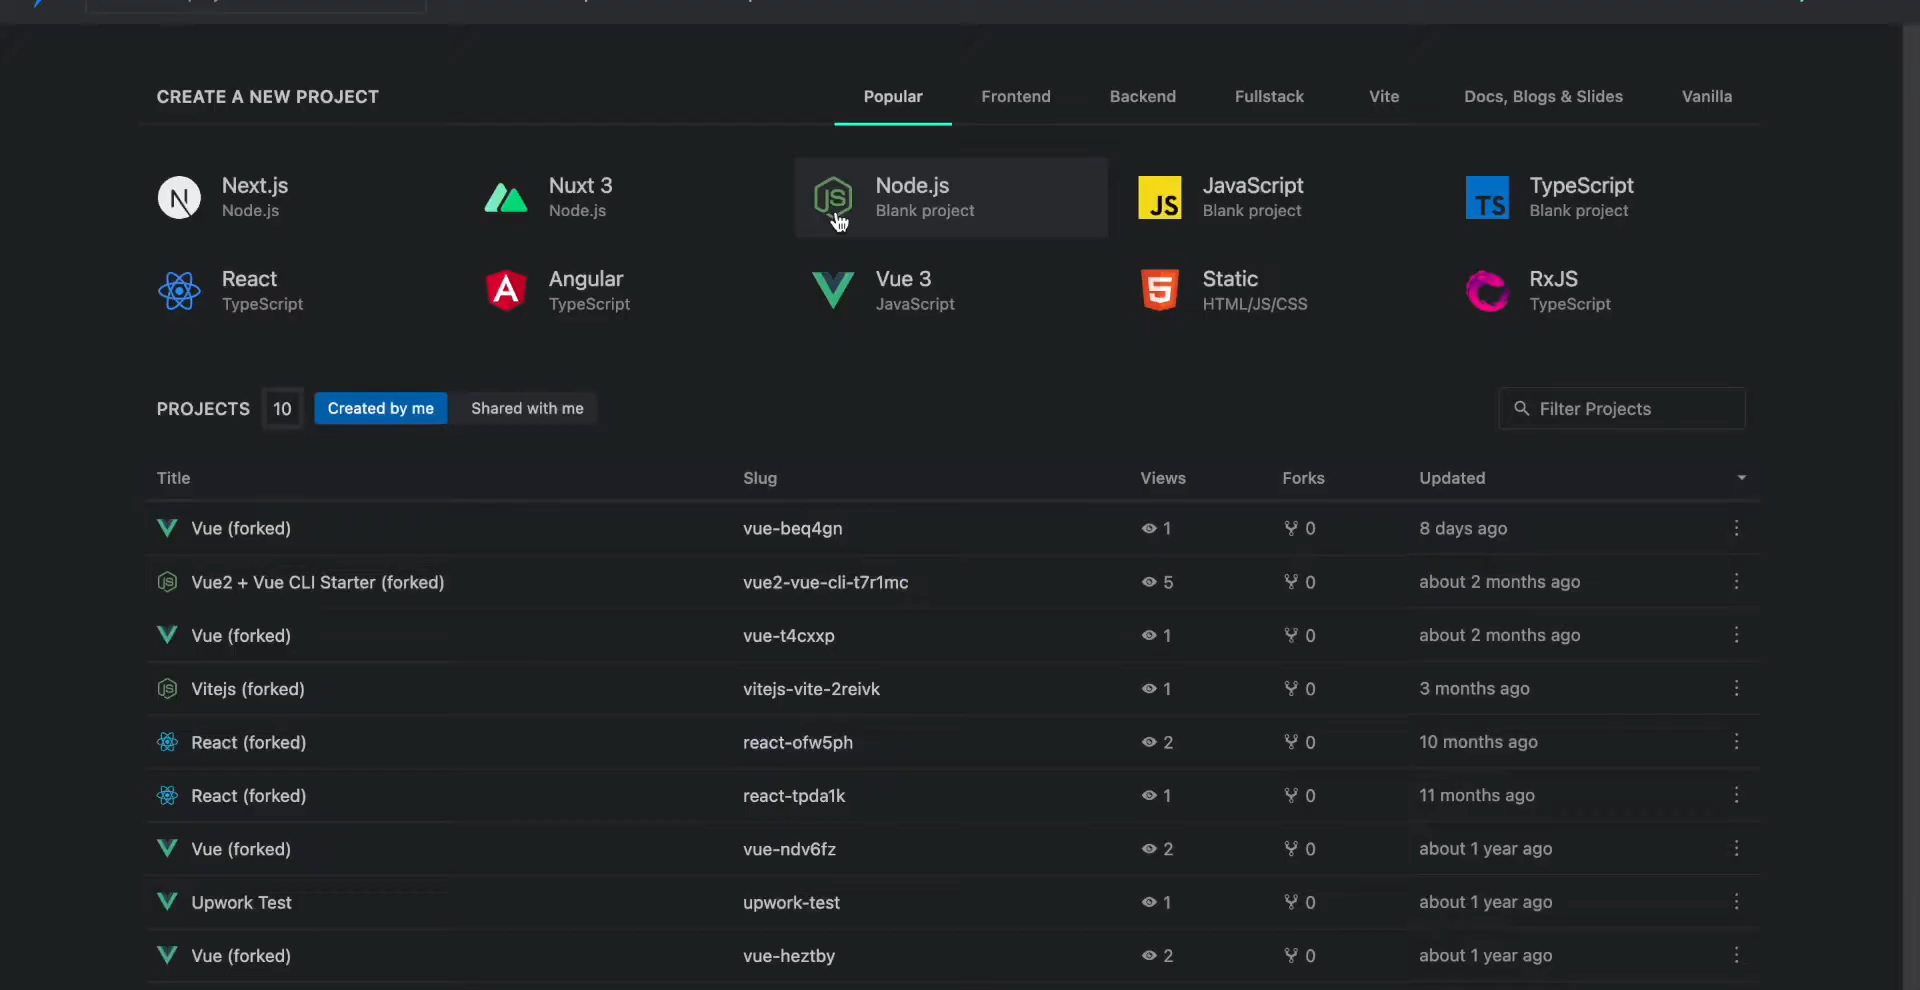 CREATE A NEW PROJECT
Popular Frontend Backend Fullstack Vite Docs, Blogs & Slides Vanilla
Next.js Nuxt 3 Node.js JavaScript TypeScript
Node.js Node.js Blank project Blank project Blank project
React Angular Vue 3 Static RxJS
TypeScript TypeScript JavaScript HTML/JS/CSS TypeScript
PROJECTS 10 Created by me Shared with me Filter Projects
Title Slug Views Forks Updated
Vue (forked) vue-beq4gn 1 0 8 days ago
Vue2 + Vue CLI Starter (forked) vue2-vue-cli-t7r1mc 5 0 about 2 months ago
Vue (forked) vue-t4cxxp 1 0 about 2 months ago
Vitejs (forked) vitejs-vite-2reivk 1 0 3 months ago
React (forked) react-ofw5ph 2 0 10 months ago
React (forked) react-tpda1k 1 0 11 months ago
Vue (forked) vue-ndv6fz 2 0 about 1 year ago
Upwork Test upwork-test 1 0 about 1 year ago
Vue (forked) vue-heztby 2 0 about 1 year ago